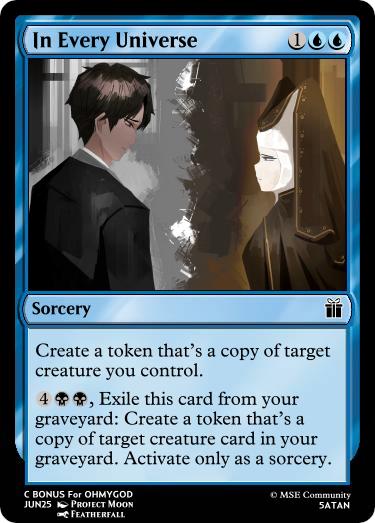 In Every Universe 1
Sorcery
Create a token that's a copy of target
creature you control.
4, Exile this card from your
graveyard: Create a token that's a
copy of target creature card in your
graveyard. Activate only as a sorcery.
C BONUS For OHMYGOD
© MSE Community
JUN25 Project Moon
5ATAN
Featherfall